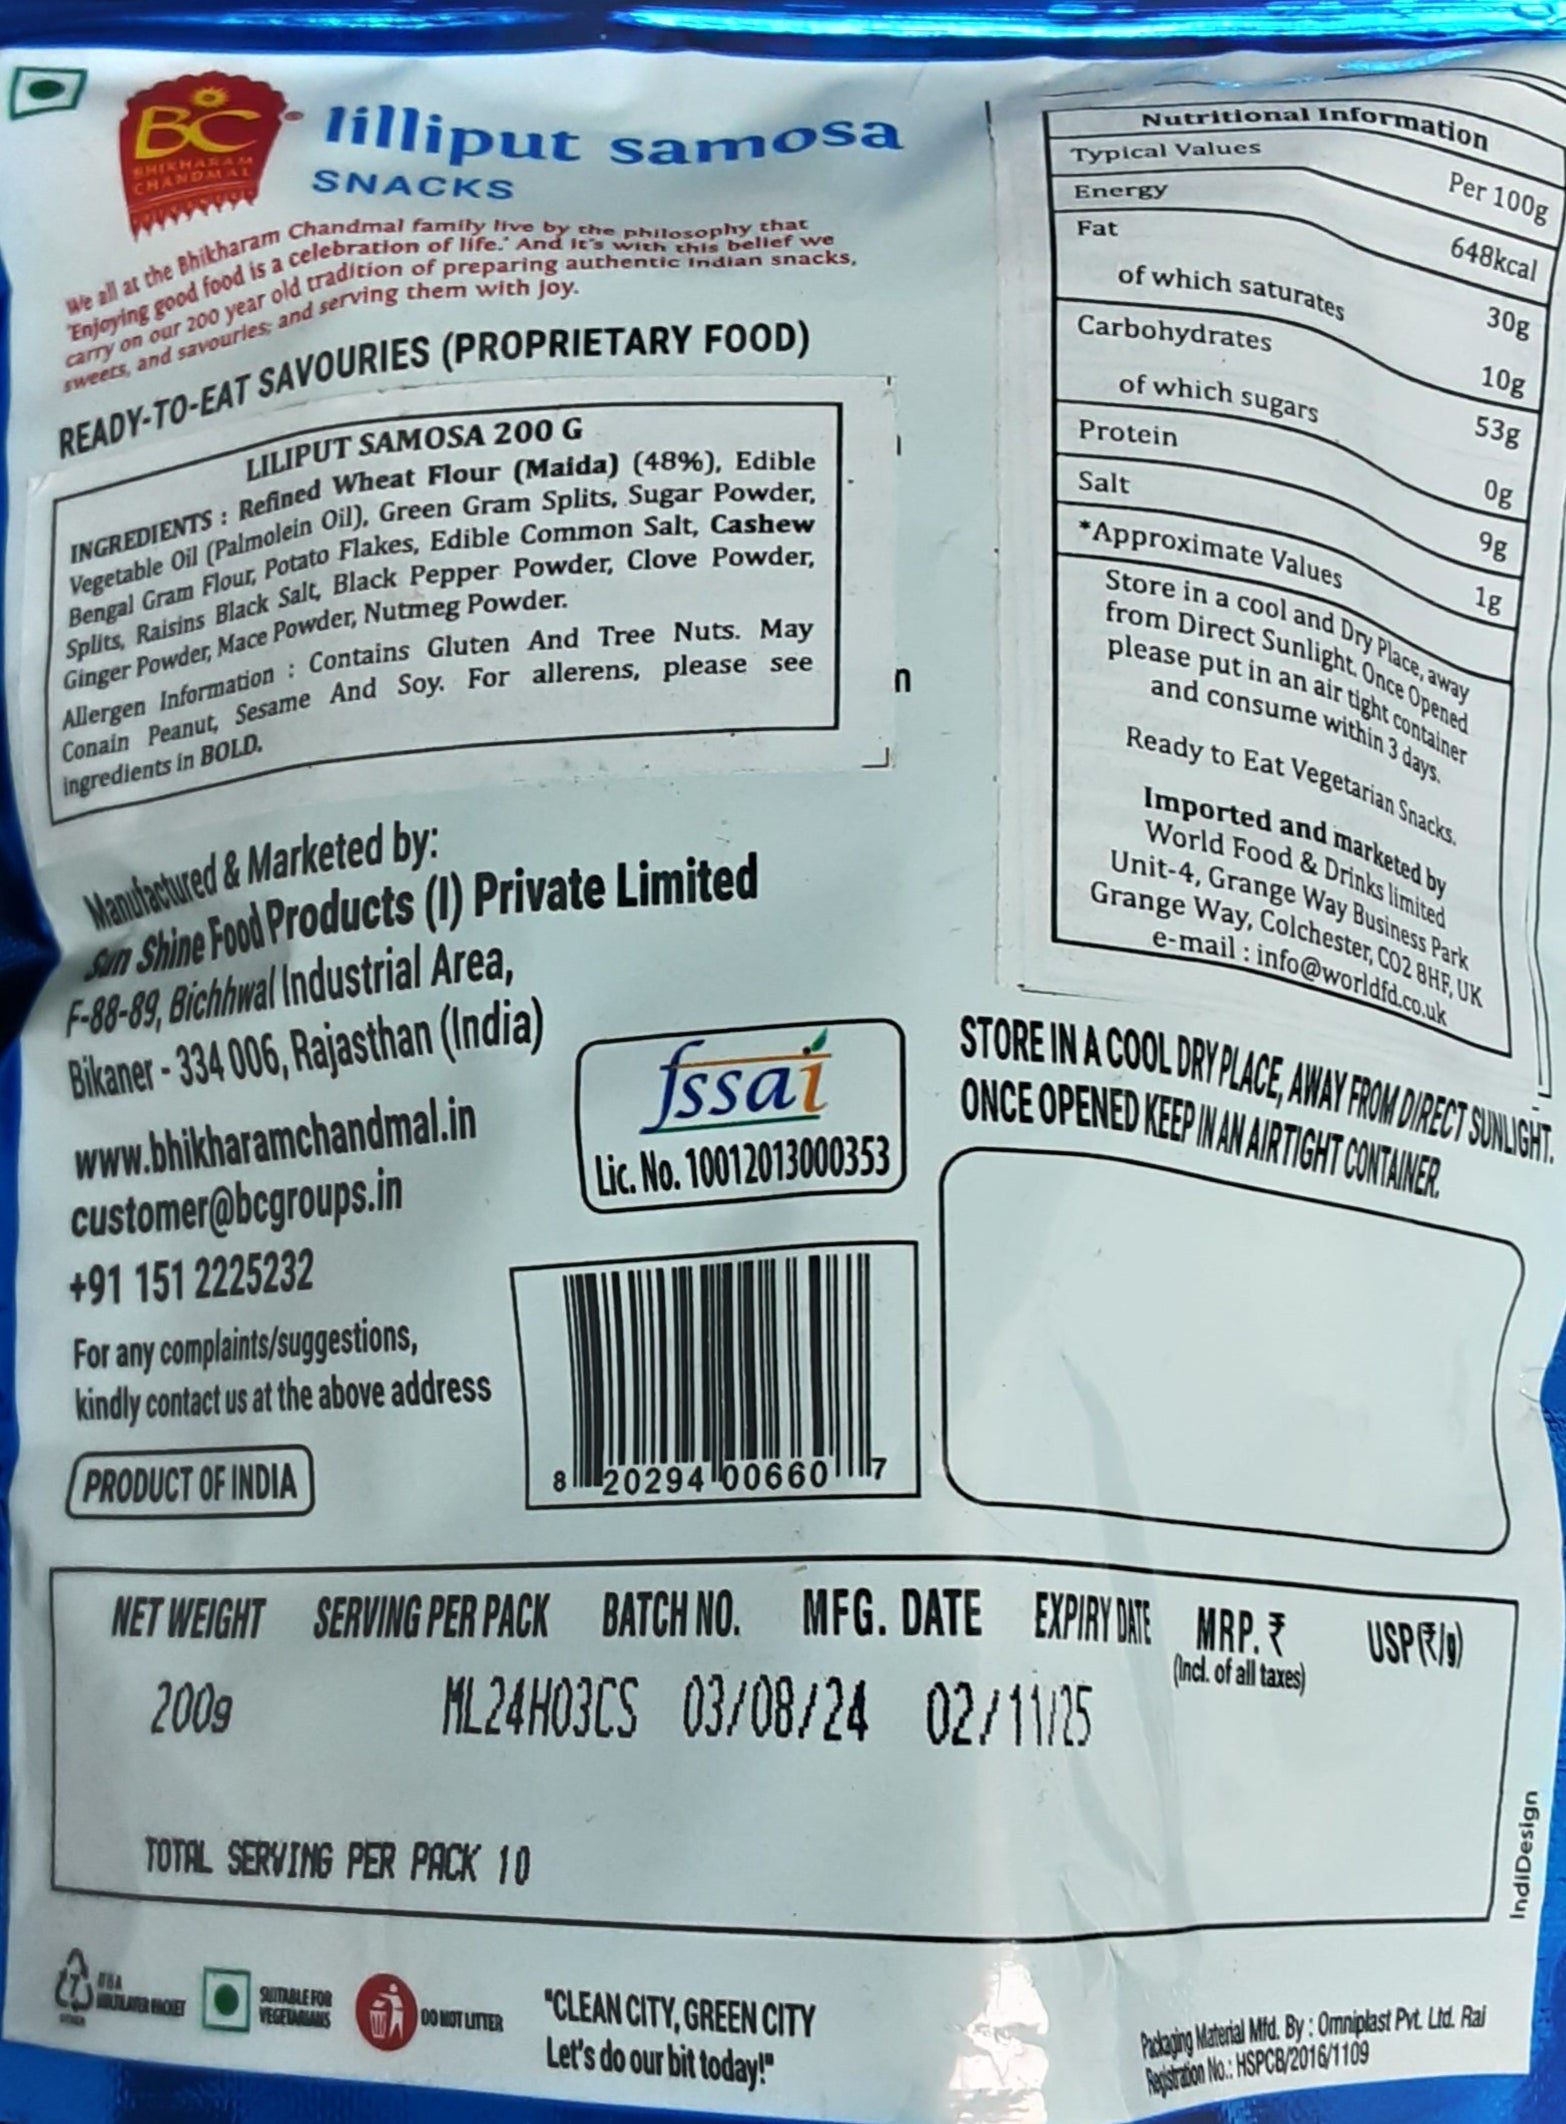 BC
BHIKHARAM
CHANDMAL
lilliput samosa
SNACKS
We all at the Bhikharam Chandmal family live by the philosophy that
'Enjoying good food is a celebration of life.' And it's with this belief we
carry on our 200 year old tradition of preparing authentic Indian snacks,
sweets, and savouries; and serving them with joy.
READY-TO-EAT SAVOURIES (PROPRIETARY FOOD)
LILIPUT SAMOSA 200 G
INGREDIENTS : Refined Wheat Flour (Maida) (48%), Edible
Vegetable Oil (Palmolein Oil), Green Gram Splits, Sugar Powder,
Bengal Gram Flour, Potato Flakes, Edible Common Salt, Cashew
Splits, Raisins Black Salt, Black Pepper Powder, Clove Powder,
Ginger Powder, Mace Powder, Nutmeg Powder.
Allergen Information : Contains Gluten And Tree Nuts. May
Conain Peanut, Sesame And Soy. For allerens, please see
ingredients in BOLD.
n
Manufactured & Marketed by:
Sun Shine Food Products (I) Private Limited
F-88-89, Bichhwal Industrial Area,
Bikaner - 334 006, Rajasthan (India)
www.bhikharamchandmal.in
customer@bcgroups.in
+91 151 2225232
For any complaints/suggestions,
kindly contact us at the above address
PRODUCT OF INDIA
fssai
Lic. No. 10012013000353
8 20294 00660 7
Nutritional Information
Typical Values Per 100g
Energy 648kcal
Fat 30g
of which saturates 10g
Carbohydrates 53g
of which sugars 0g
Protein 9g
Salt 1g
*Approximate Values
Store in a cool and Dry Place, away
from Direct Sunlight. Once Opened
please put in an air tight container
and consume within 3 days.
Ready to Eat Vegetarian Snacks.
Imported and marketed by
World Food & Drinks limited
Unit-4, Grange Way Business Park
Grange Way, Colchester, CO2 8HF, UK
e-mail : info@worldfd.co.uk
STORE IN A COOL DRY PLACE, AWAY FROM DIRECT SUNLIGHT.
ONCE OPENED KEEP IN AN AIRTIGHT CONTAINER.
NET WEIGHT SERVING PER PACK BATCH NO. MFG. DATE EXPIRY DATE MRP. ₹ USP(₹/g)
(Incl. of all taxes)
200g ML24H03CS 03/08/24 02/11/25
TOTAL SERVING PER PACK 10
IndiDesign
7
MULTILAYER PACKET
SUITABLE FOR
VEGETARIANS
DO NOT LITTER
"CLEAN CITY, GREEN CITY
Let's do our bit today!"
Packaging Material Mfd. By : Omniplast Pvt. Ltd. Rai
Registration No.: HSPCB/2016/1109